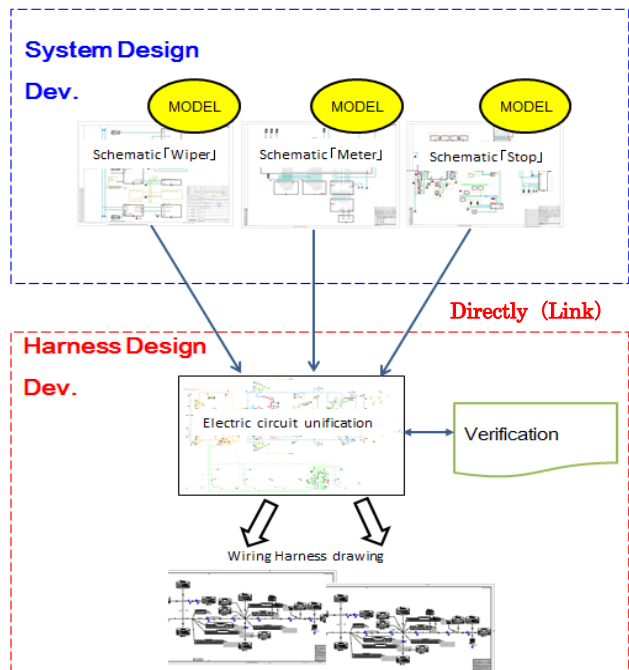 System Design
Dev.
MODEL
MODEL
MODEL
Schematic「Wiper」
Schematic「Meter」
Schematic「Stop」
Directly (Link)
Harness Design
Dev.
Electric circuit unification
Verification
Wiring Harness drawing